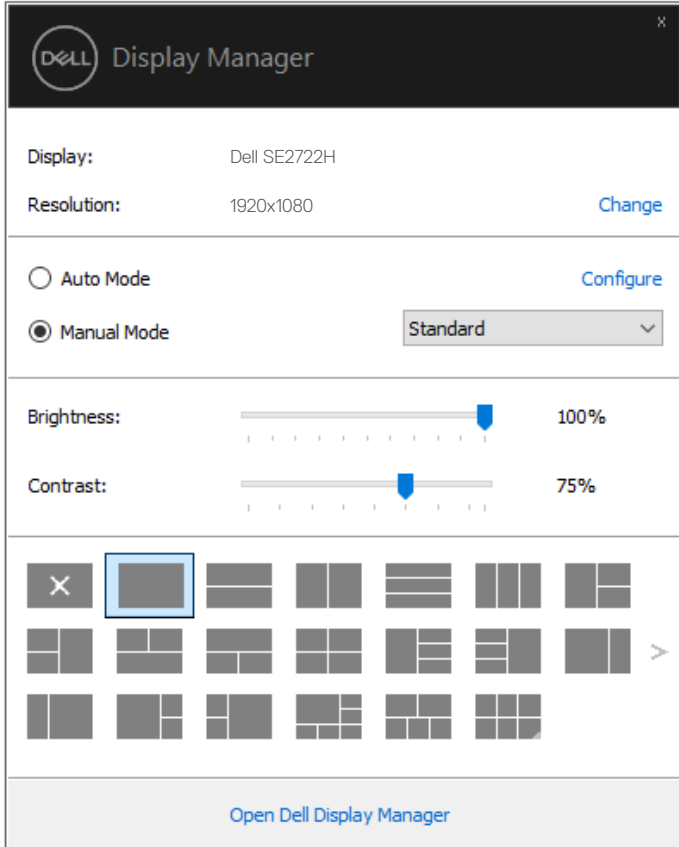 x
DELL Display Manager
Display: Dell SE2722H
Resolution: 1920x1080 Change
Auto Mode Configure
Manual Mode Standard
Brightness: 100%
Contrast: 75%
>
Open Dell Display Manager